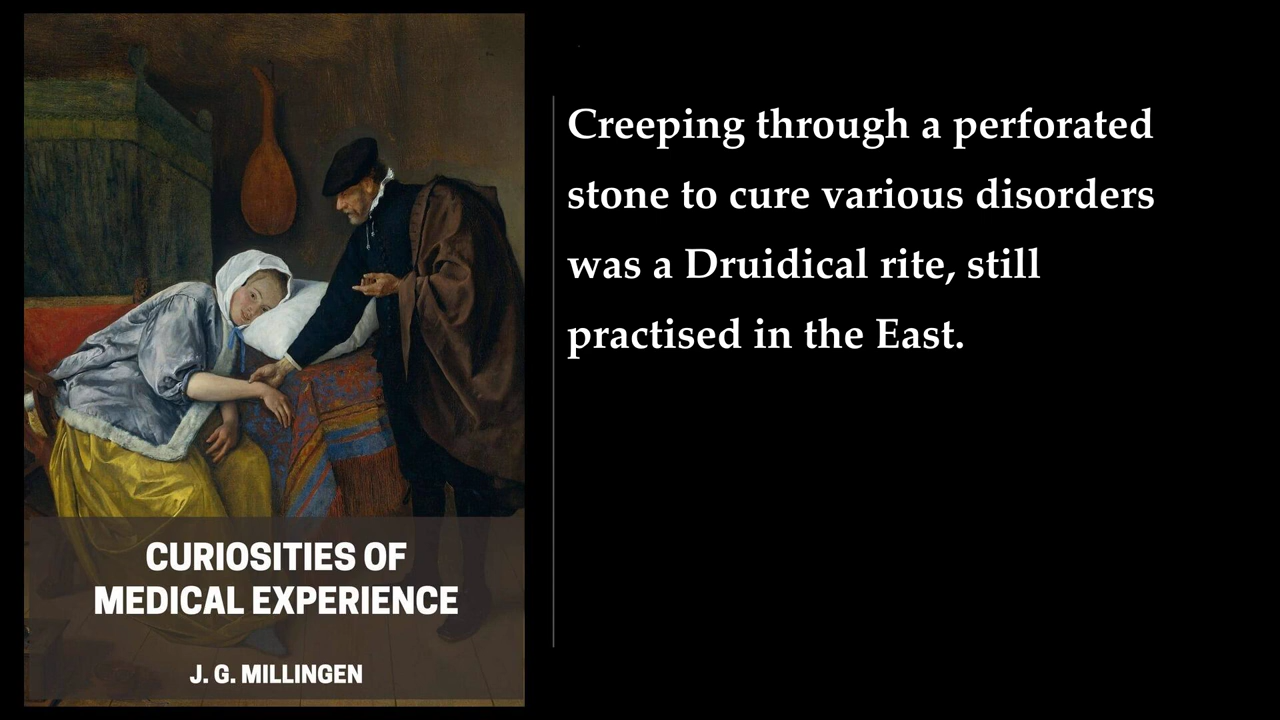 Creeping through a perforated
stone to cure various disorders
was a Druidical rite, still
practised in the East.
CURIOSITIES OF
MEDICAL EXPERIENCE
J. G. MILLINGEN